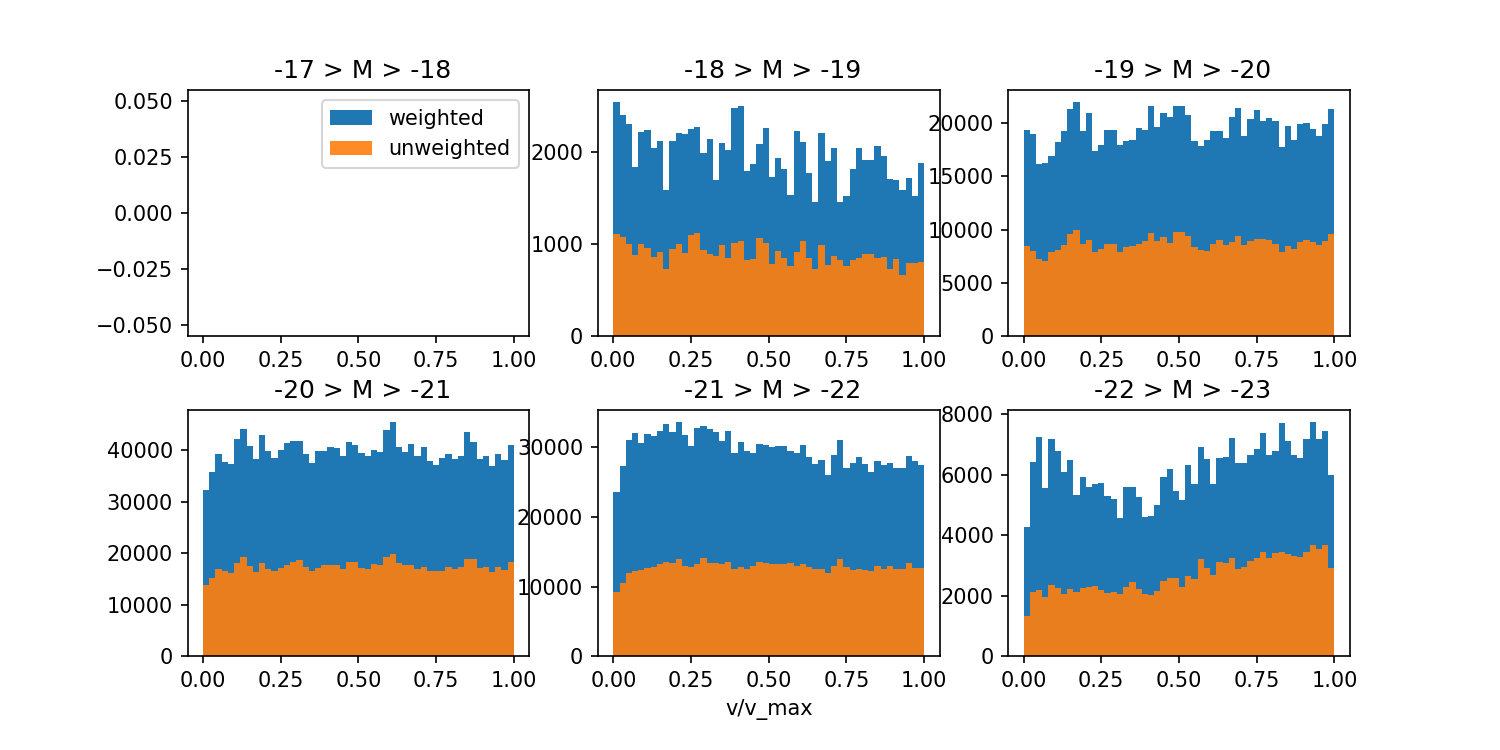 -17 > M > -18
-18 > M > -19
-19 > M > -20
0.050
0.025
0.000
−0.025
−0.050
weighted
unweighted
0.00 0.25 0.50 0.75 1.00
2000
1000
0
0.00 0.25 0.50 0.75 1.00
20000
15000
10000
5000
0
0.00 0.25 0.50 0.75 1.00
-20 > M > -21
-21 > M > -22
-22 > M > -23
40000
30000
20000
10000
0
0.00 0.25 0.50 0.75 1.00
30000
20000
10000
0
0.00 0.25 0.50 0.75 1.00
v/v_max
8000
6000
4000
2000
0
0.00 0.25 0.50 0.75 1.00